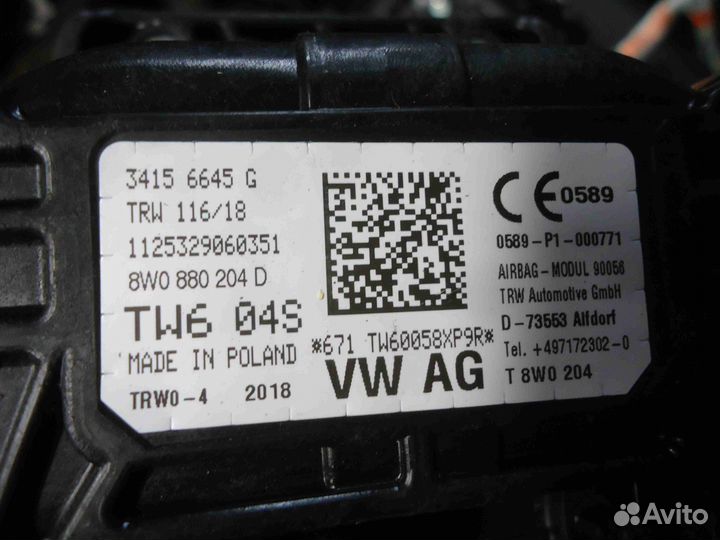 3415 6645 G
TRW 116/18
1125329060351
8W0 880 204 D
TW6 04S
MADE IN POLAND
TRW0-4 2018
*671 TW60058XP9R*
VW AG
CE 0589
0589-P1-000771
AIRBAG-MODUL 90056
TRW Automotive GmbH
D-73553 Alfdorf
Tel. +497172302-0
T 8W0 204
Avito